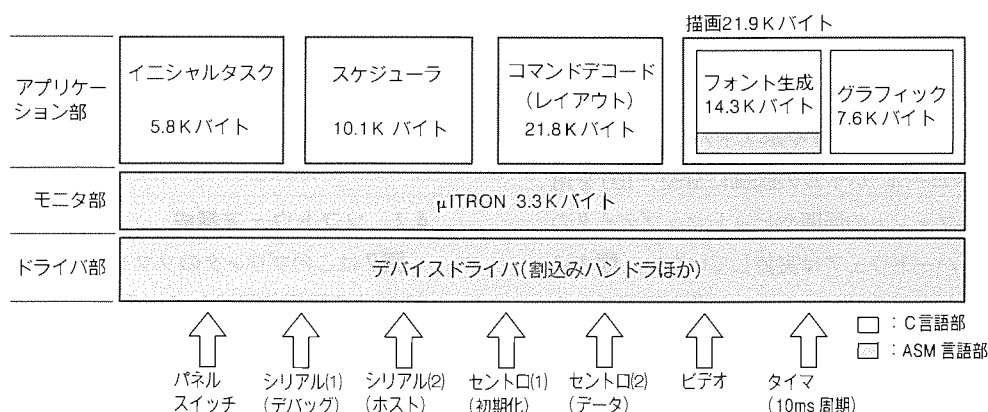 描画21.9Kバイト
アプリケー
ション部
イニシャルタスク
5.8Kバイト
スケジューラ
10.1K バイト
コマンドデコード
(レイアウト)
21.8Kバイト
フォント生成
14.3Kバイト
グラフィック
7.6Kバイト
モニタ部
μITRON 3.3Kバイト
ドライバ部
デバイスドライバ(割込みハンドラほか)
パネル
スイッチ
シリアル(1)
(デバッグ)
シリアル(2)
(ホスト)
セントロ(1)
(初期化)
セントロ(2)
(データ)
ビデオ
タイマ
(10ms 周期)
:C言語部
:ASM 言語部